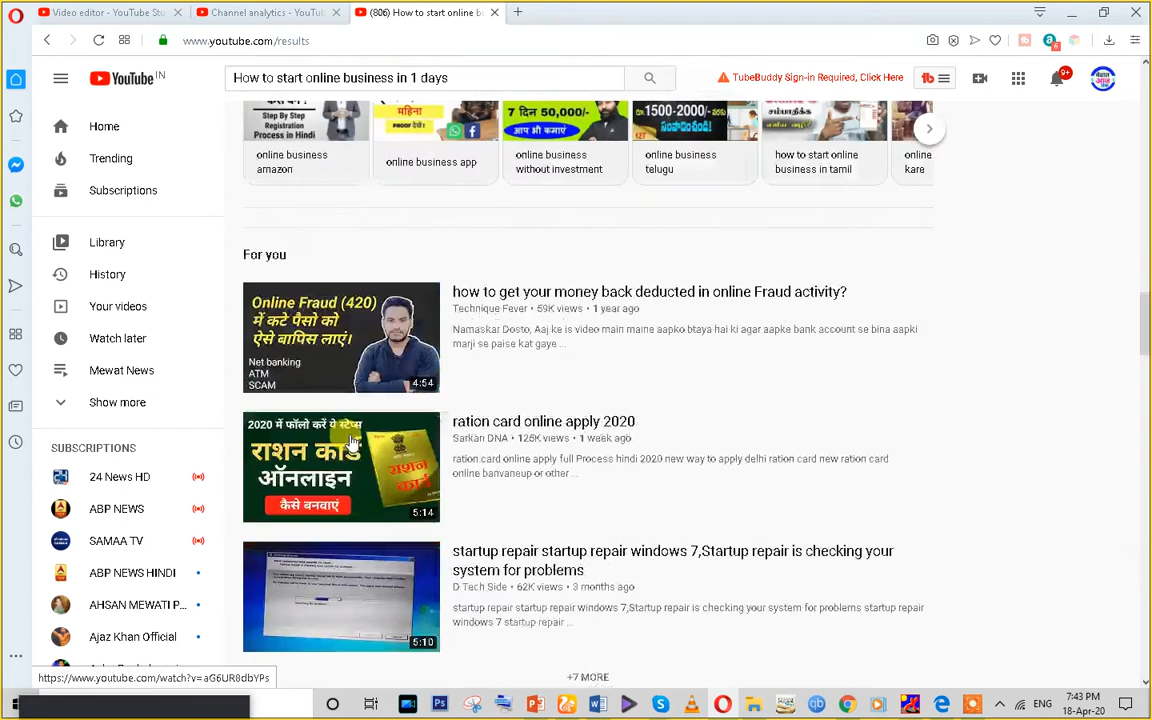 Video editor - YouTube Stu
Channel analytics - YouTub
(806) How to start online b
www.youtube.com/results
6
YouTube IN
How to start online business in 1 days
TubeBuddy Sign-in Required, Click Here
tb
9+
Home
Trending
Subscriptions
Library
History
Your videos
Watch later
Mewat News
Show more
SUBSCRIPTIONS
24 News HD
ABP NEWS
SAMAA TV
ABP NEWS HINDI
AHSAN MEWATI P...
Ajaz Khan Official
Step By Step
Registration
Process in Hindi
online business
amazon
महिना
PROOF देखें!
online business app
7 दिन 50,000/-
आप भी कमाएं
online business
without investment
₹1500-2000/-
సంపాదించండి!
127
online business
telugu
how to start online
business in tamil
online
kare
For you
Online Fraud (420)
में कटे पैसो को
ऐसे वापिस लाएं।
Net banking
ATM
SCAM
4:54
how to get your money back deducted in online Fraud activity?
Technique Fever • 59K views • 1 year ago
Namaskar Dosto, Aaj ke is video main maine aapko btaya hai ki agar aapke bank account se bina aapki
marji se paise kat gaye ...
2020 में फॉलो करें ये स्टेप्स
राशन कार्ड
ऑनलाइन
कैसे बनवाएं
राशन कार्ड
5:14
ration card online apply 2020
Sarkari DNA • 126K views • 1 week ago
ration card online apply full Process hindi 2020 new way to apply delhi ration card new ration card
online banvaneup or other ...
5:10
startup repair startup repair windows 7,Startup repair is checking your
system for problems
D Tech Side • 62K views • 3 months ago
startup repair startup repair windows 7,Startup repair is checking your system for problems startup repair
windows 7 startup repair ...
+7 MORE
https://www.youtube.com/watch?v=aG6UR8dbYPs
ENG
7:43 PM
18-Apr-20